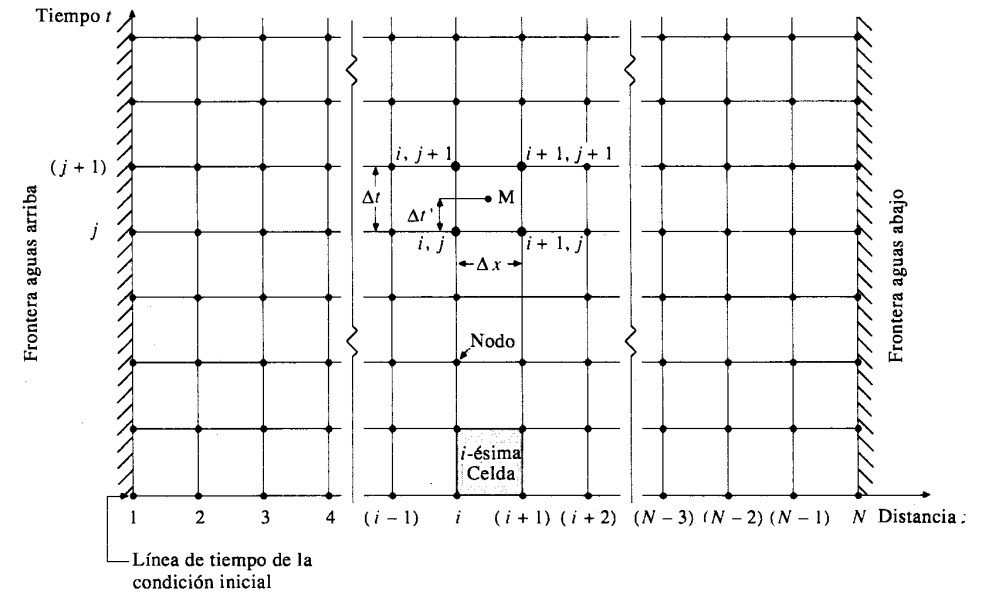 Tiempo t
i, j + 1
i + 1, j + 1
(j + 1)
Δt
M
Δt'
j
i, j
i + 1, j
Δx
Frontera aguas arriba
Frontera aguas abajo
Nodo
i-ésima
Celda
1 2 3 4 (i − 1) i (i + 1) (i + 2) (N − 3) (N − 2) (N − 1) N Distancia
Línea de tiempo de la
condición inicial